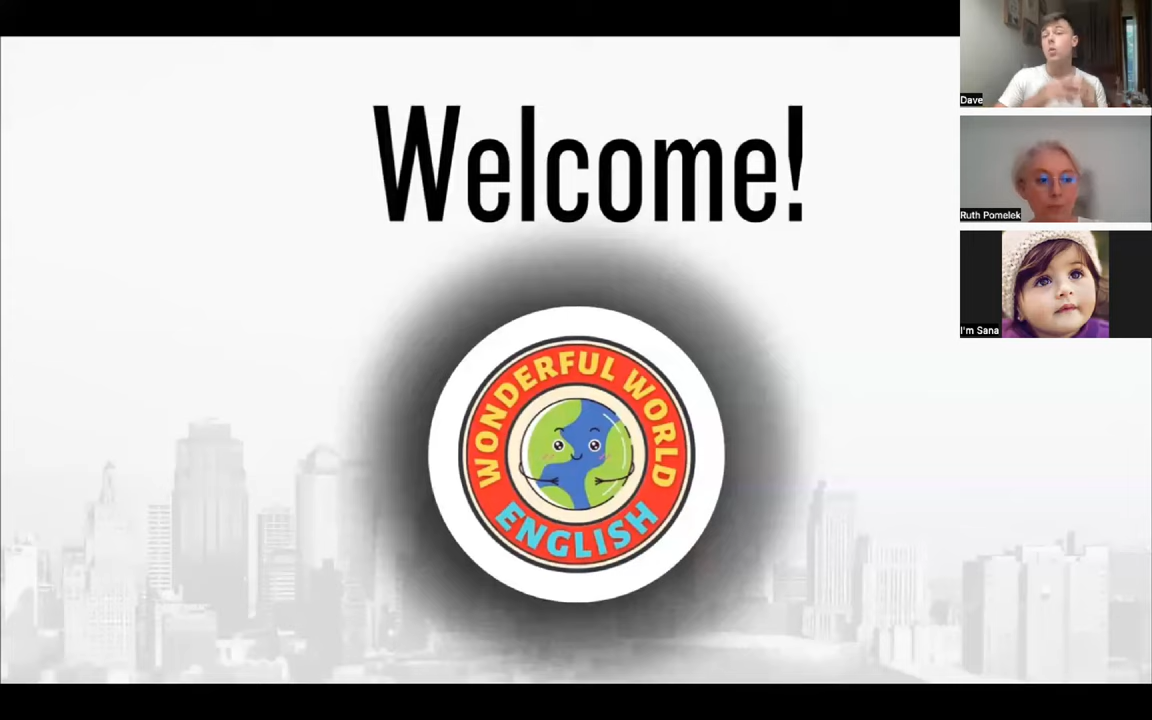 Welcome!
WONDERFUL WORLD
ENGLISH
Dave
Ruth Pomelek
I'm Sana